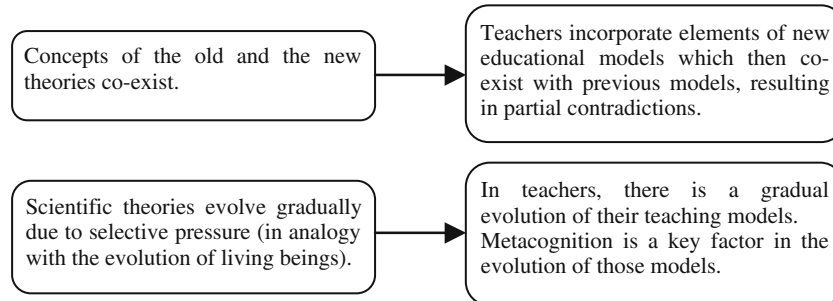 Concepts of the old and the new
theories co-exist.
Teachers incorporate elements of new
educational models which then co-
exist with previous models, resulting
in partial contradictions.
Scientific theories evolve gradually
due to selective pressure (in analogy
with the evolution of living beings).
In teachers, there is a gradual
evolution of their teaching models.
Metacognition is a key factor in the
evolution of those models.